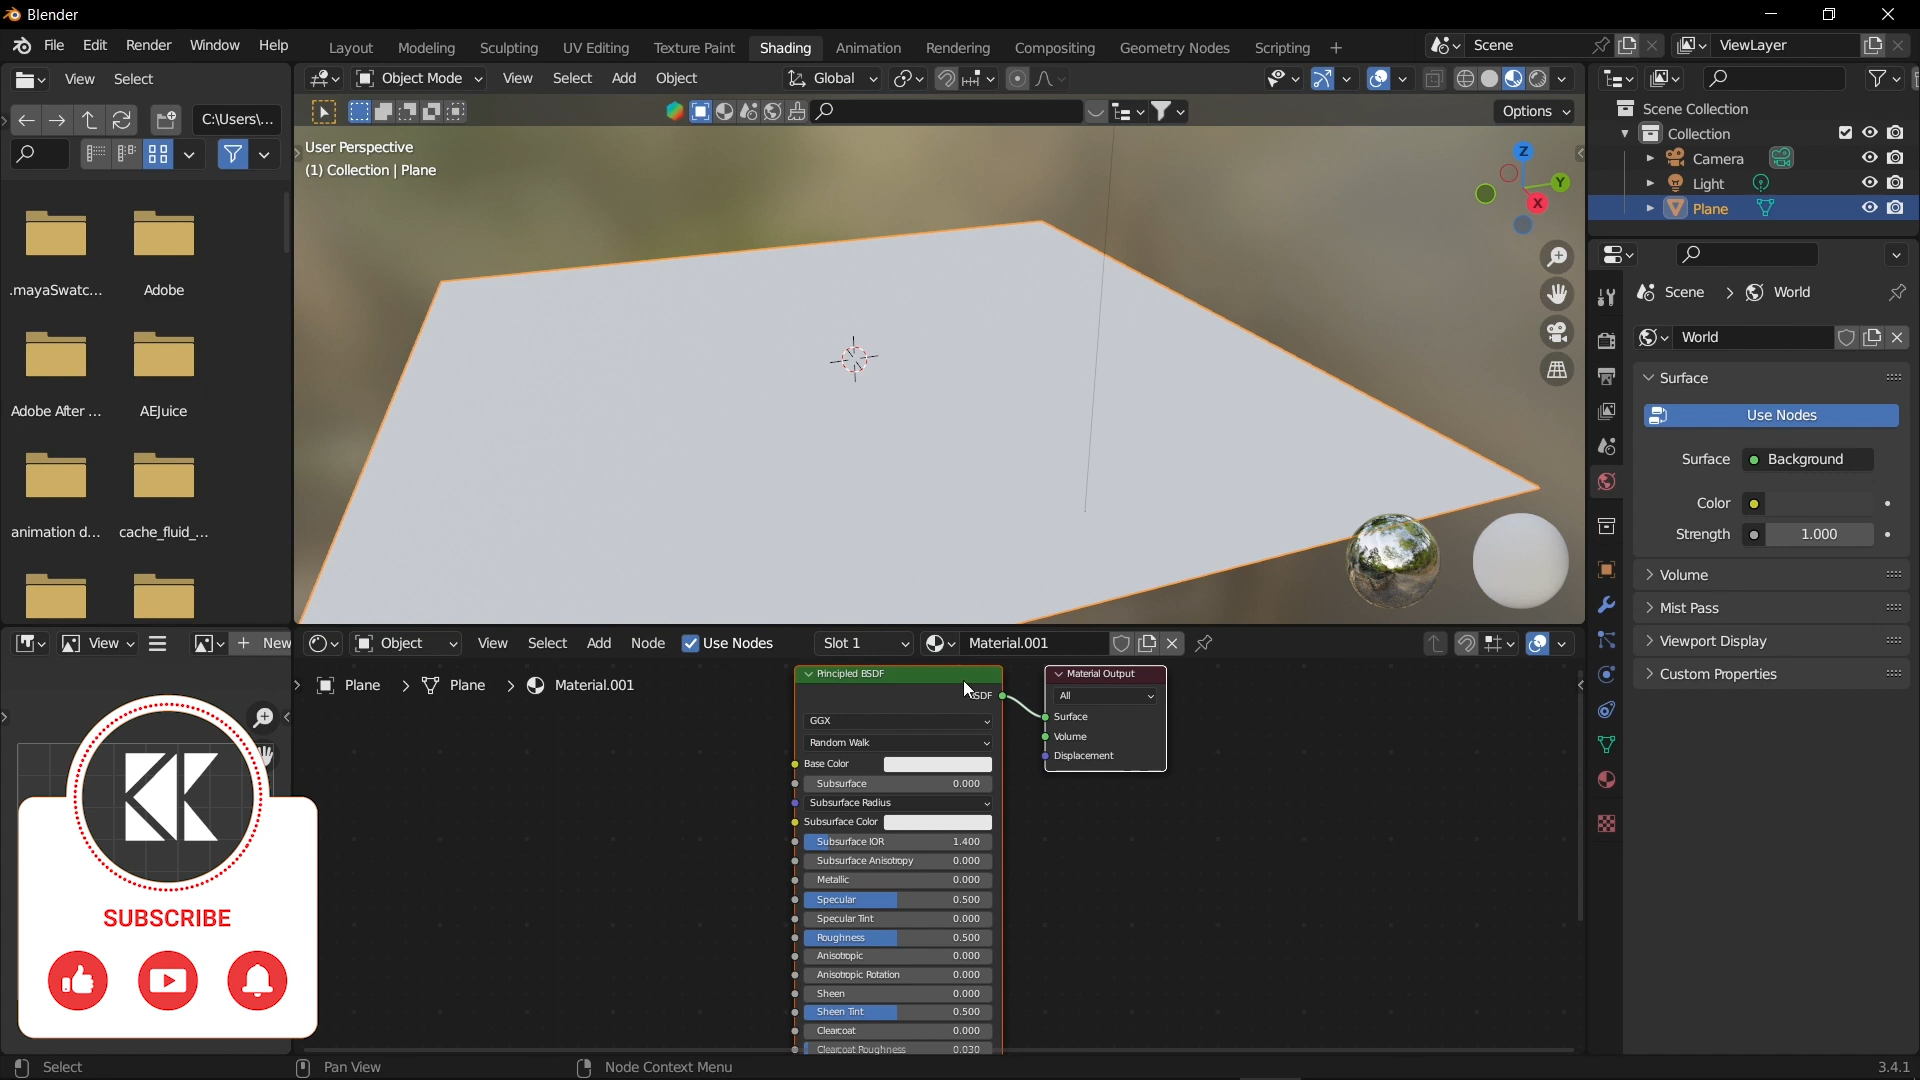 Blender
File Edit Render Window Help
Layout Modeling Sculpting UV Editing Texture Paint Shading Animation Rendering Compositing Geometry Nodes Scripting +
Scene
ViewLayer
View Select
Object Mode View Select Add Object
Global
C:\Users\...
Options
User Perspective
(1) Collection | Plane
Z
Y
X
.mayaSwatc...
Adobe
Adobe After ...
AEJuice
animation d...
cache_fluid_...
Scene Collection
Collection
Camera
Light
Plane
Scene > World
World
Surface
Use Nodes
Surface Background
Color
Strength 1.000
Volume
Mist Pass
Viewport Display
Custom Properties
View
+ New
Object View Select Add Node Use Nodes Slot 1 Material.001
Plane > Plane > Material.001
Principled BSDF
BSDF
GGX
Random Walk
Base Color
Subsurface 0.000
Subsurface Radius
Subsurface Color
Subsurface IOR 1.400
Subsurface Anisotropy 0.000
Metallic 0.000
Specular 0.500
Specular Tint 0.000
Roughness 0.500
Anisotropic 0.000
Anisotropic Rotation 0.000
Sheen 0.000
Sheen Tint 0.500
Clearcoat 0.000
Clearcoat Roughness 0.030
Material Output
All
Surface
Volume
Displacement
SUBSCRIBE
Select
Pan View
Node Context Menu
3.4.1